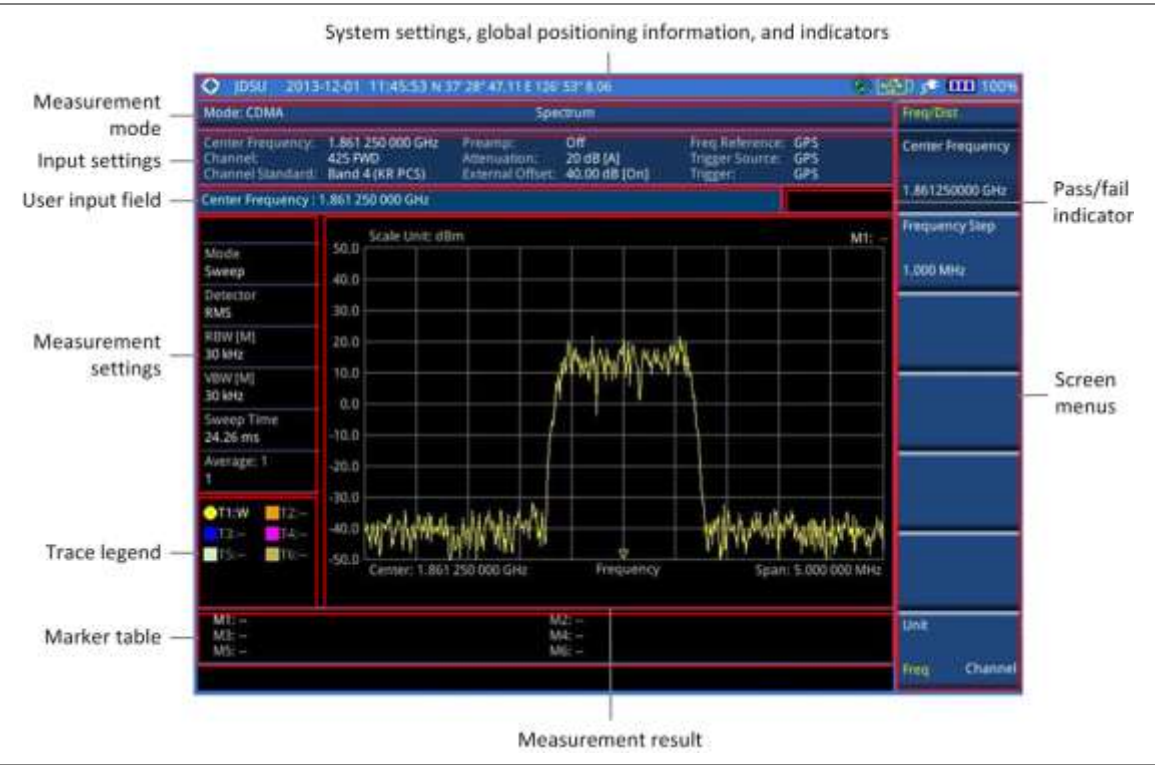 System settings, global positioning information, and indicators
JDSU 2013-12-01 11:45:53 N 37° 28" 47.11 E 126° 53" 8.06 100%
Measurement
mode
Mode: CDMA Spectrum Freq/Dist
Input settings
Center Frequency: 1.861 250 000 GHz Preamp: Off Freq Reference: GPS
Channel: 425 FWD Attenuation: 20 dB [A] Trigger Source: GPS
Channel Standard: Band 4 (KR PCS) External Offset: 40.00 dB [On] Trigger: GPS
Center Frequency
1.861250000 GHz
User input field
Center Frequency : 1.861 250 000 GHz
Pass/fail
indicator
Frequency Step
1.000 MHz
Scale Unit: dBm M1: --
Mode
Sweep
Detector
RMS
RBW [M]
30 kHz
VBW [M]
30 kHz
Sweep Time
24.26 ms
Average: 1
1
Measurement
settings
50.0
40.0
30.0
20.0
10.0
0.0
-10.0
-20.0
-30.0
-40.0
-50.0
Screen
menus
Trace legend
T1:W T2:--
T3:-- T4:--
T5:-- T6:--
Center: 1.861 250 000 GHz Frequency Span: 5.000 000 MHz
Marker table
M1: -- M2: --
M3: -- M4: --
M5: -- M6: --
Unit
Freq Channel
Measurement result